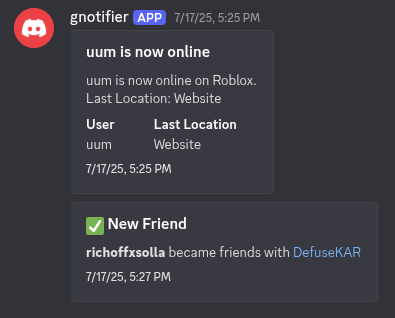 gnotifier APP 7/17/25, 5:25 PM
uum is now online
uum is now online on Roblox.
Last Location: Website
User Last Location
uum Website
7/17/25, 5:25 PM
✅ New Friend
richoffxsolla became friends with DefuseKAR
7/17/25, 5:27 PM